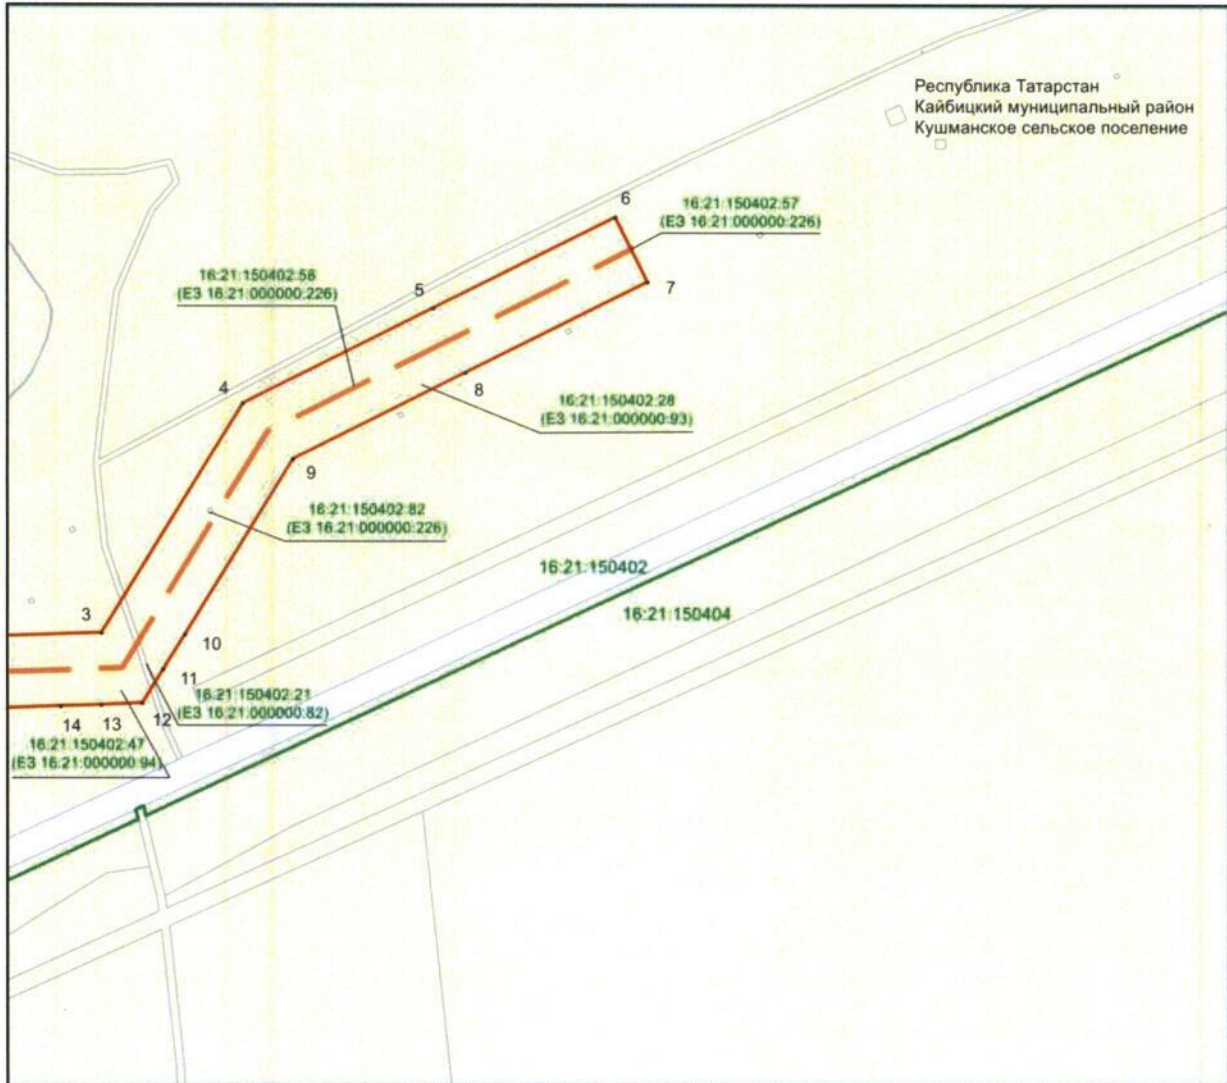 Республика Татарстан
Кайбицкий муниципальный район
Кушманское сельское поселение
6
16:21:150402:57
(ЕЗ 16:21:000000:226)
16:21:150402:58
(ЕЗ 16:21:000000:226)
5
7
4
8
16:21:150402:28
(ЕЗ 16:21:000000:93)
9
16:21:150402:82
(ЕЗ 16:21:000000:226)
16:21:150402
3
16:21:150404
10
11
16:21:150402:21
(ЕЗ 16:21:000000:82)
12
13
14
16:21:150402:47
(ЕЗ 16:21:000000:94)